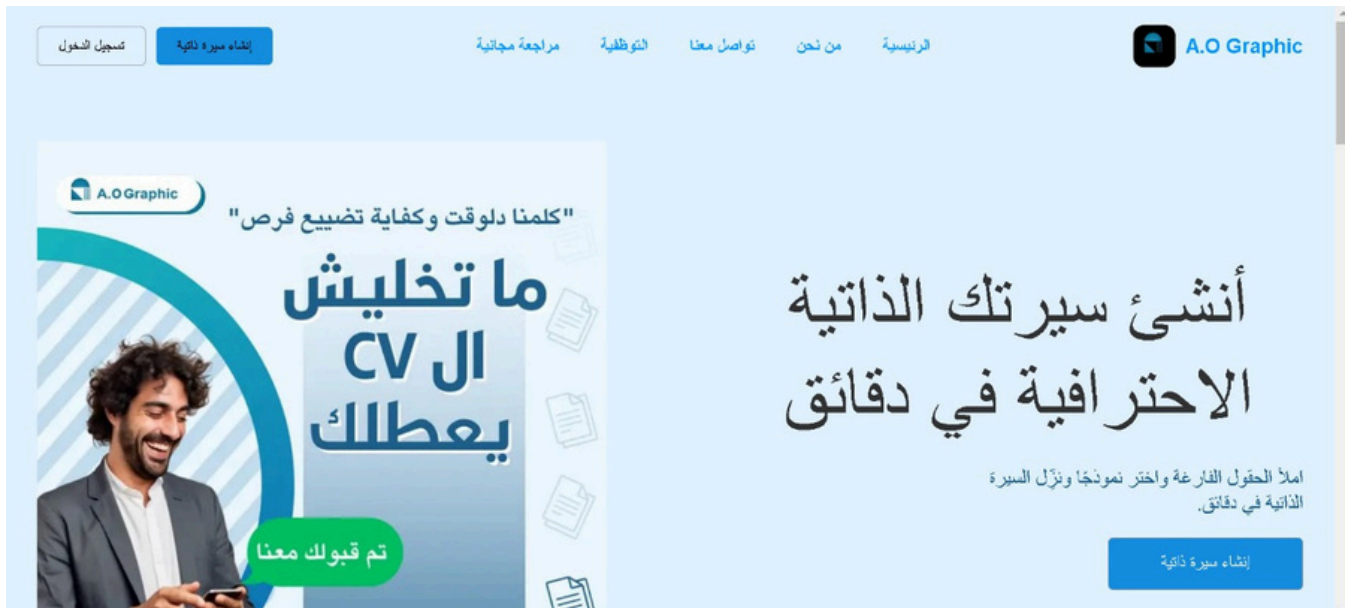 A.O Graphic
الرئيسية
من نحن
تواصل معنا
التوظفية
مراجعة مجانية
إنشاء سيرة ذاتية
تسجيل الدخول
أنشئ سيرتك الذاتية
الاحترافية في دقائق
املأ الحقول الفارغة واختر نموذجًا ونزّل السيرة
الذاتية في دقائق.
إنشاء سيرة ذاتية
A.O Graphic
"كلمنا دلوقت وكفاية تضييع فرص"
ما تخليش
ال CV
يعطلك
تم قبولك معنا